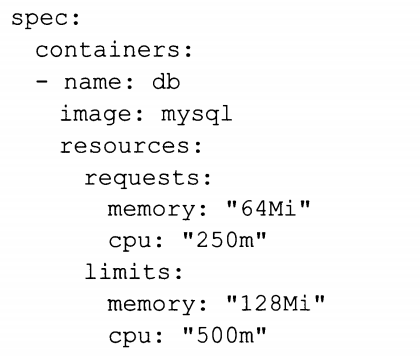 spec:
  containers:
  - name: db
    image: mysql
    resources:
      requests:
        memory: "64Mi"
        cpu: "250m"
      limits:
        memory: "128Mi"
        cpu: "500m"